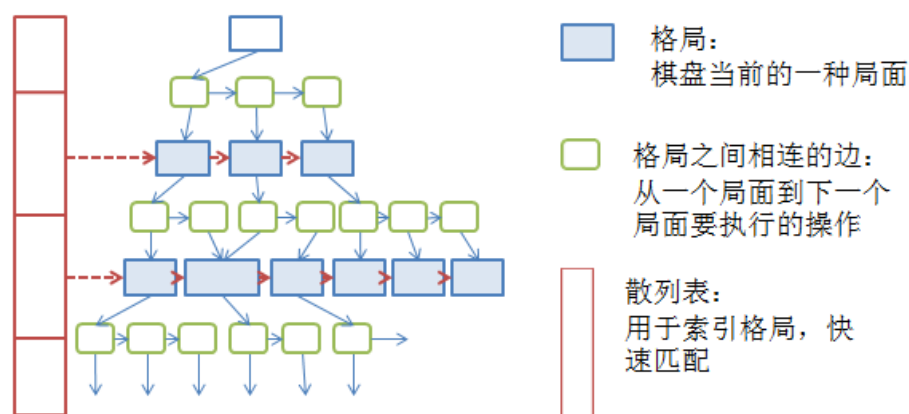 格局：
棋盘当前的一种局面
格局之间相连的边：
从一个局面到下一个
局面要执行的操作
散列表：
用于索引格局，快
速匹配